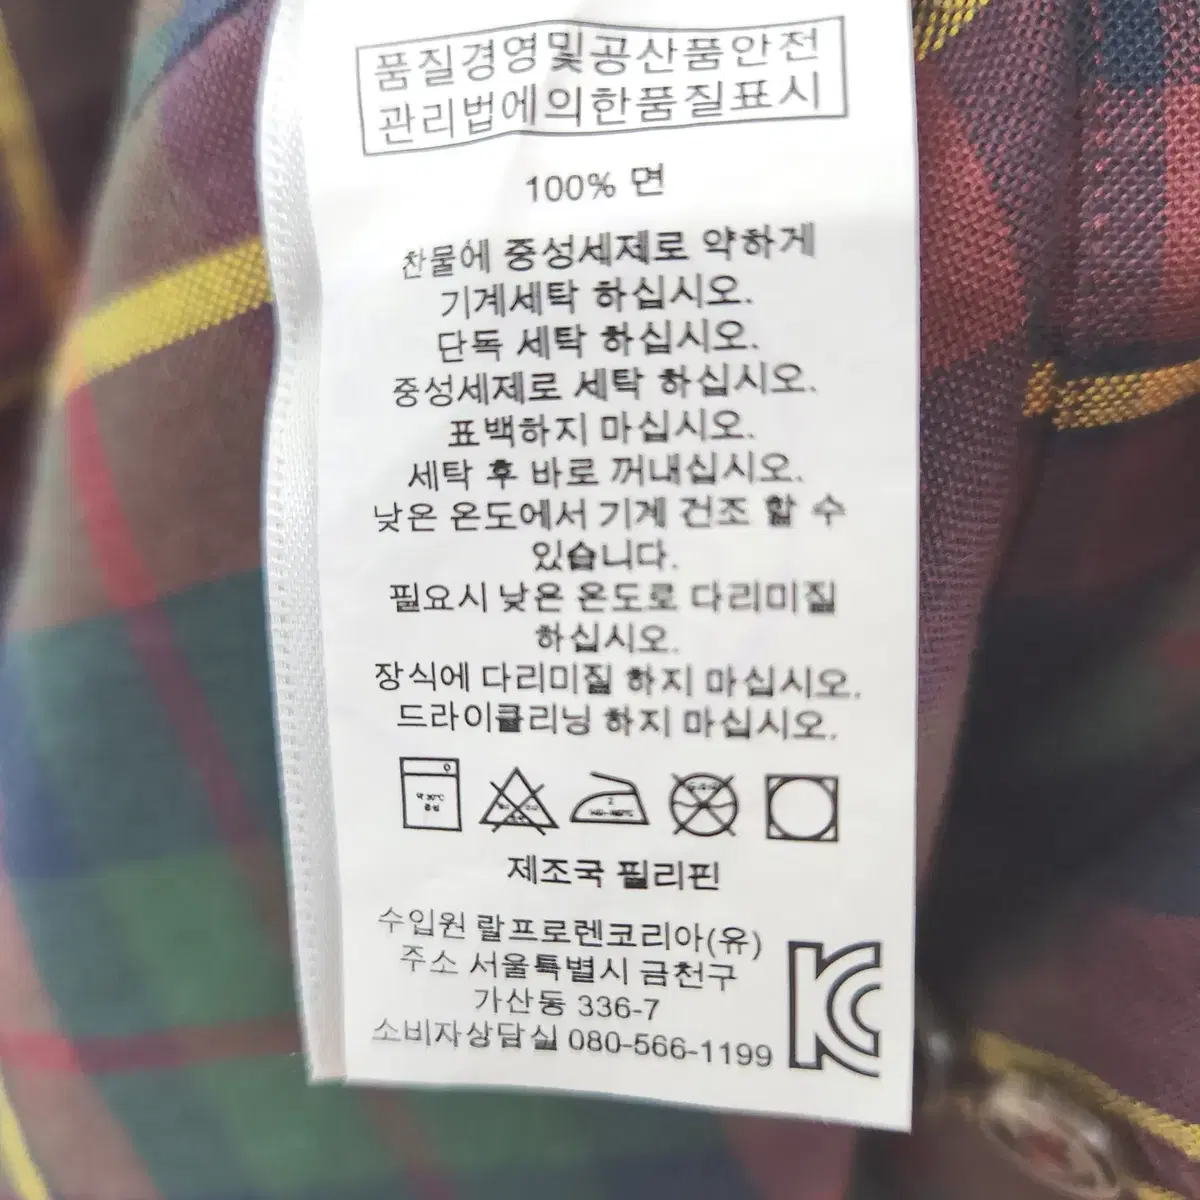 품질경영및공산품안전
관리법에의한품질표시
100% 면
찬물에 중성세제로 약하게
기계세탁 하십시오.
단독 세탁 하십시오.
중성세제로 세탁 하십시오.
표백하지 마십시오.
세탁 후 바로 꺼내십시오.
낮은 온도에서 기계 건조 할 수
있습니다.
필요시 낮은 온도로 다리미질
하십시오.
장식에 다리미질 하지 마십시오.
드라이클리닝 하지 마십시오.
약 30℃
중성
제조국 필리핀
수입원 랄프로렌코리아(유)
주소 서울특별시 금천구
가산동 336-7
소비자상담실 080-566-1199